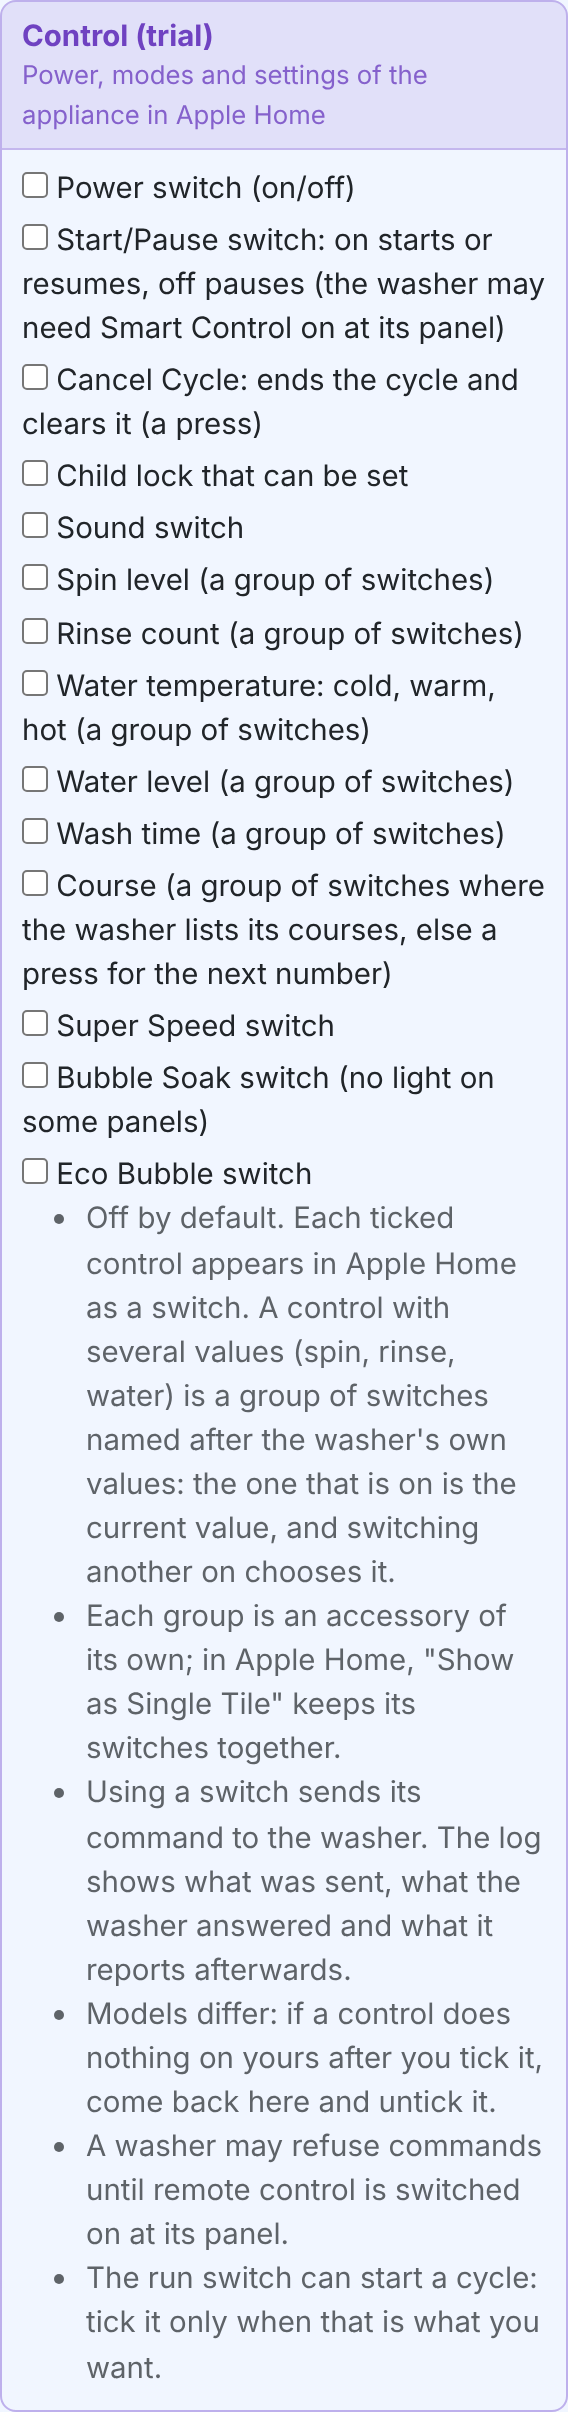 Control (trial)
Power, modes and settings of the
appliance in Apple Home
Power switch (on/off)
Start/Pause switch: on starts or
resumes, off pauses (the washer may
need Smart Control on at its panel)
Cancel Cycle: ends the cycle and
clears it (a press)
Child lock that can be set
Sound switch
Spin level (a group of switches)
Rinse count (a group of switches)
Water temperature: cold, warm,
hot (a group of switches)
Water level (a group of switches)
Wash time (a group of switches)
Course (a group of switches where
the washer lists its courses, else a
press for the next number)
Super Speed switch
Bubble Soak switch (no light on
some panels)
Eco Bubble switch
• Off by default. Each ticked
control appears in Apple Home
as a switch. A control with
several values (spin, rinse,
water) is a group of switches
named after the washer's own
values: the one that is on is the
current value, and switching
another on chooses it.
• Each group is an accessory of
its own; in Apple Home, "Show
as Single Tile" keeps its
switches together.
• Using a switch sends its
command to the washer. The log
shows what was sent, what the
washer answered and what it
reports afterwards.
• Models differ: if a control does
nothing on yours after you tick it,
come back here and untick it.
• A washer may refuse commands
until remote control is switched
on at its panel.
• The run switch can start a cycle:
tick it only when that is what you
want.